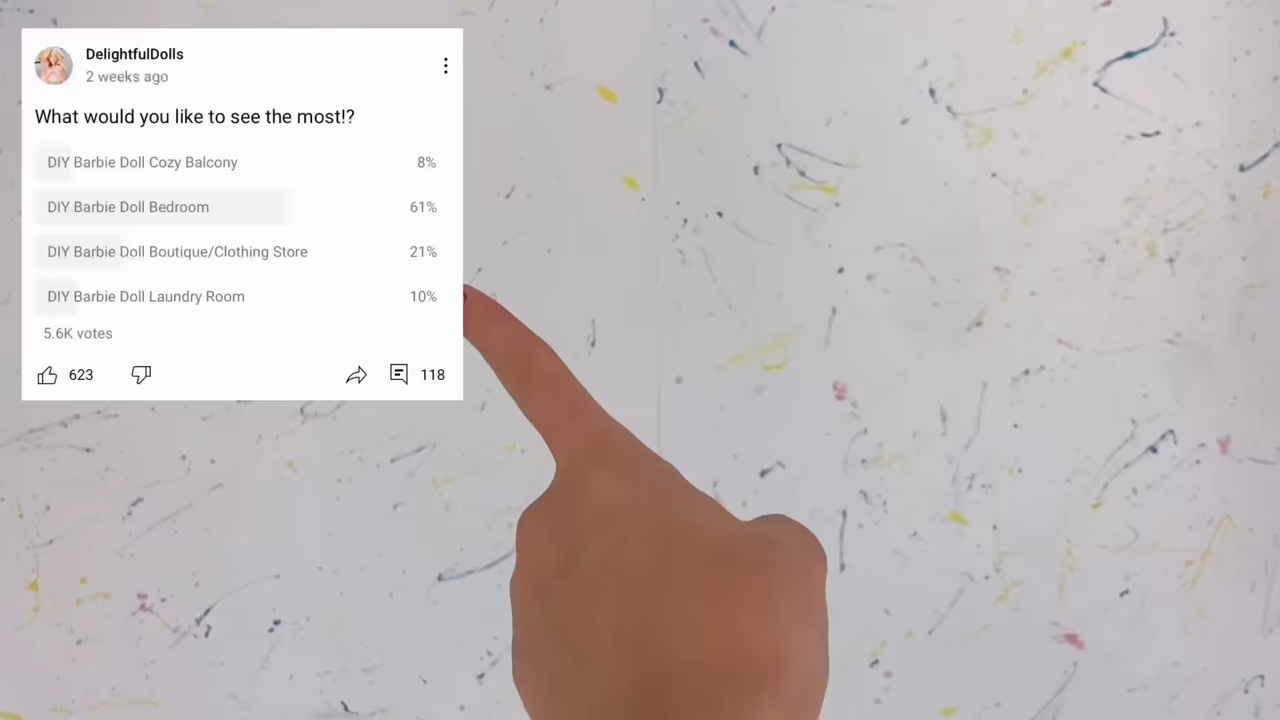 DelightfulDolls
2 weeks ago
What would you like to see the most!?
DIY Barbie Doll Cozy Balcony 8%
DIY Barbie Doll Bedroom 61%
DIY Barbie Doll Boutique/Clothing Store 21%
DIY Barbie Doll Laundry Room 10%
5.6K votes
623 118